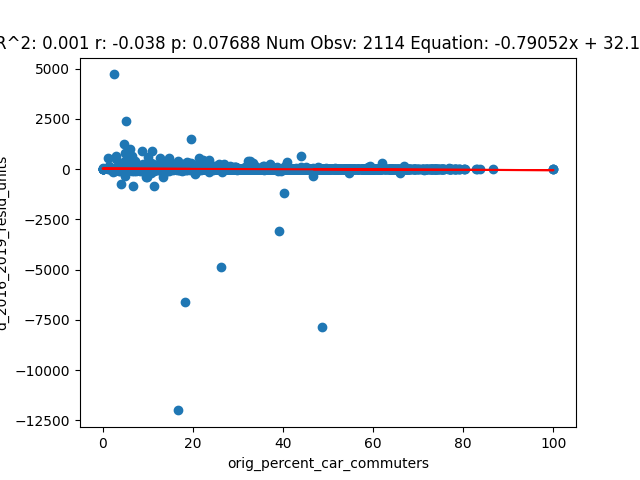 R^2: 0.001 r: -0.038 p: 0.07688 Num Obsv: 2114 Equation: -0.79052x + 32.1
5000
2500
0
−2500
−5000
−7500
−10000
−12500
d_2016_2019_resid_units
0 20 40 60 80 100
orig_percent_car_commuters